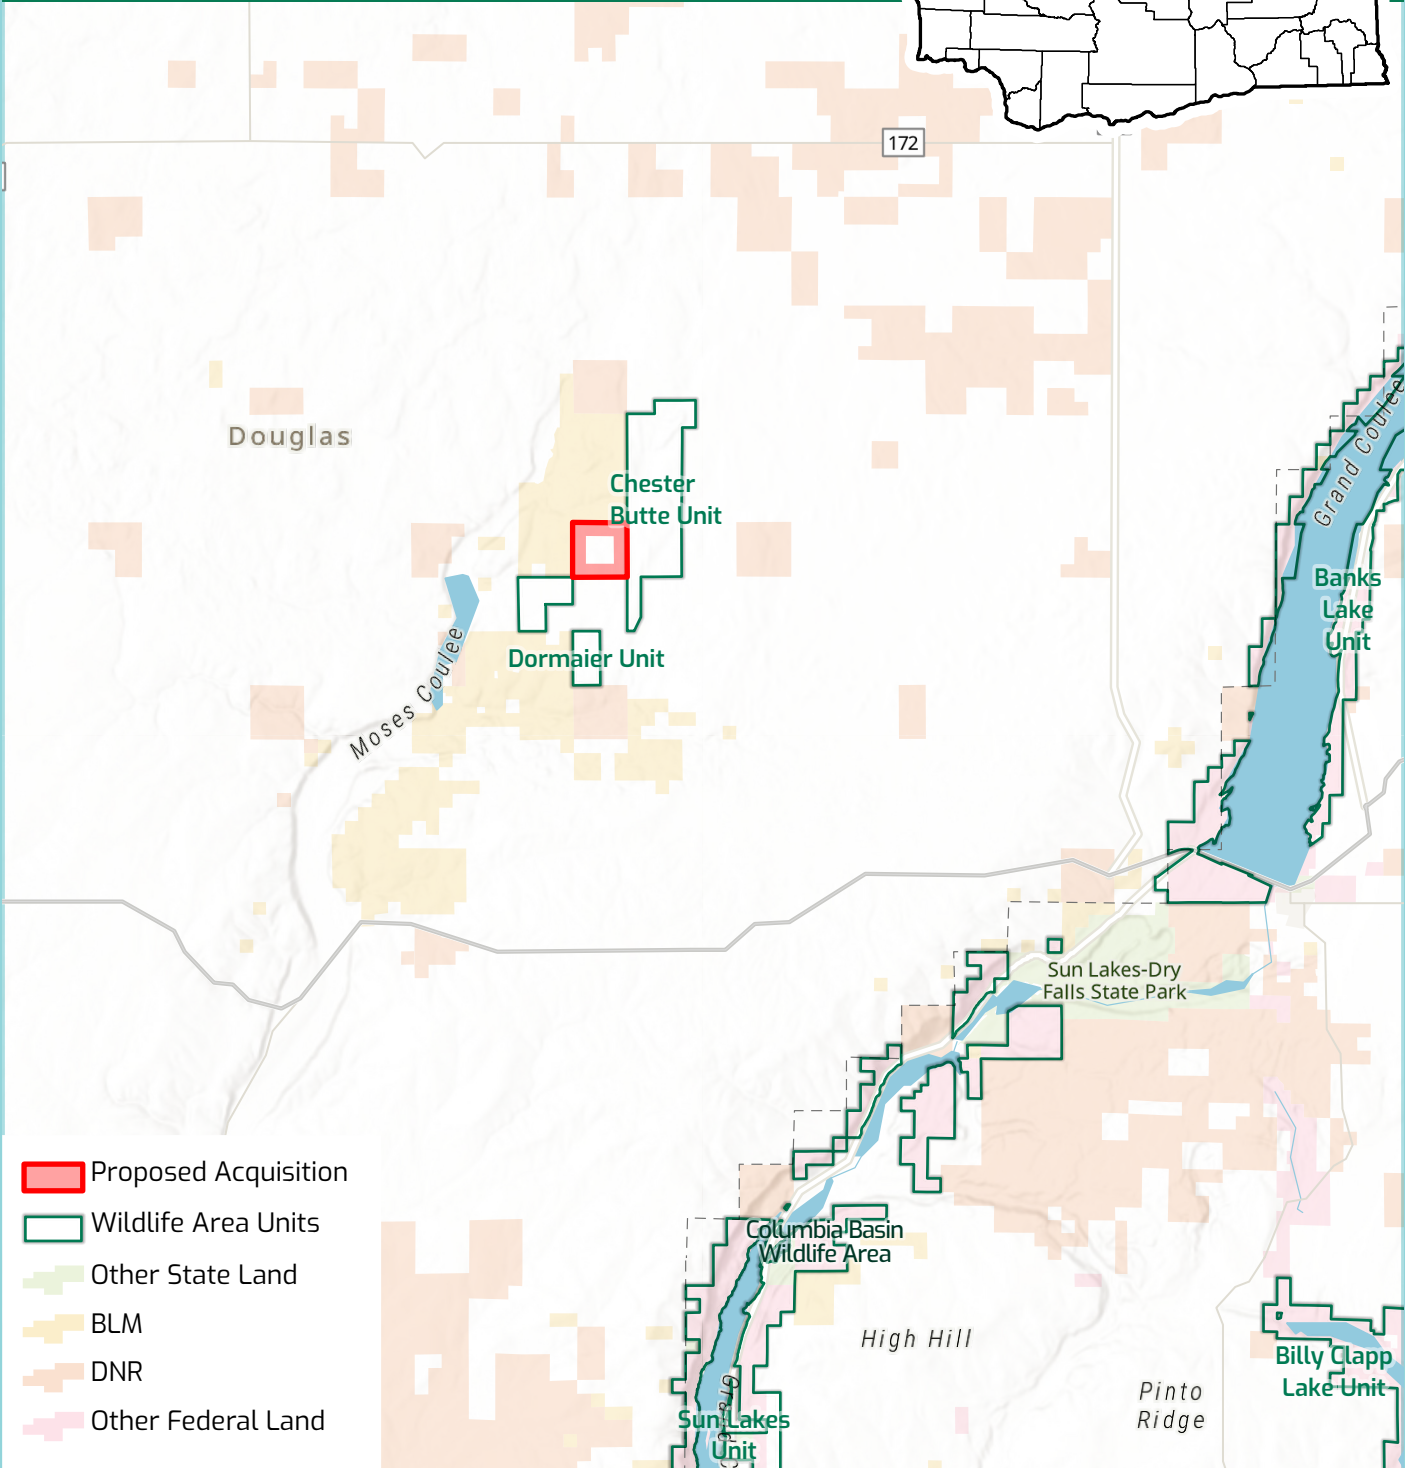 172
Douglas
Chester
Butte Unit
Grand Coulee
Banks
Lake
Unit
Dormaier Unit
Moses Coulee
Sun Lakes-Dry
Falls State Park
Proposed Acquisition
Wildlife Area Units
Other State Land
BLM
DNR
Other Federal Land
Columbia Basin
Wildlife Area
High Hill
Pinto
Ridge
Billy Clapp
Lake Unit
Sun Lakes
Unit